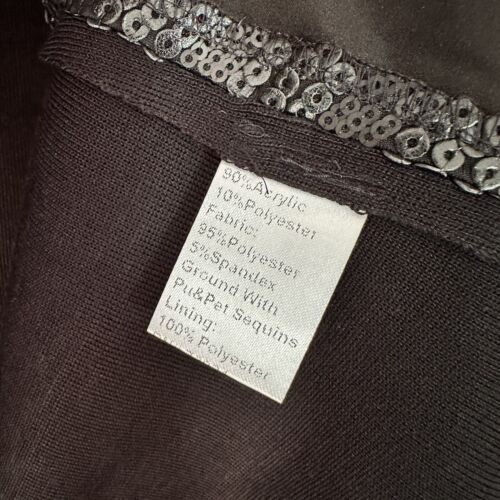 90%Acrylic
10%Polyester
Fabric:
95%Polyester
5%Spandex
Ground With
Pu&Pet Sequins
Lining:
100% Polyester